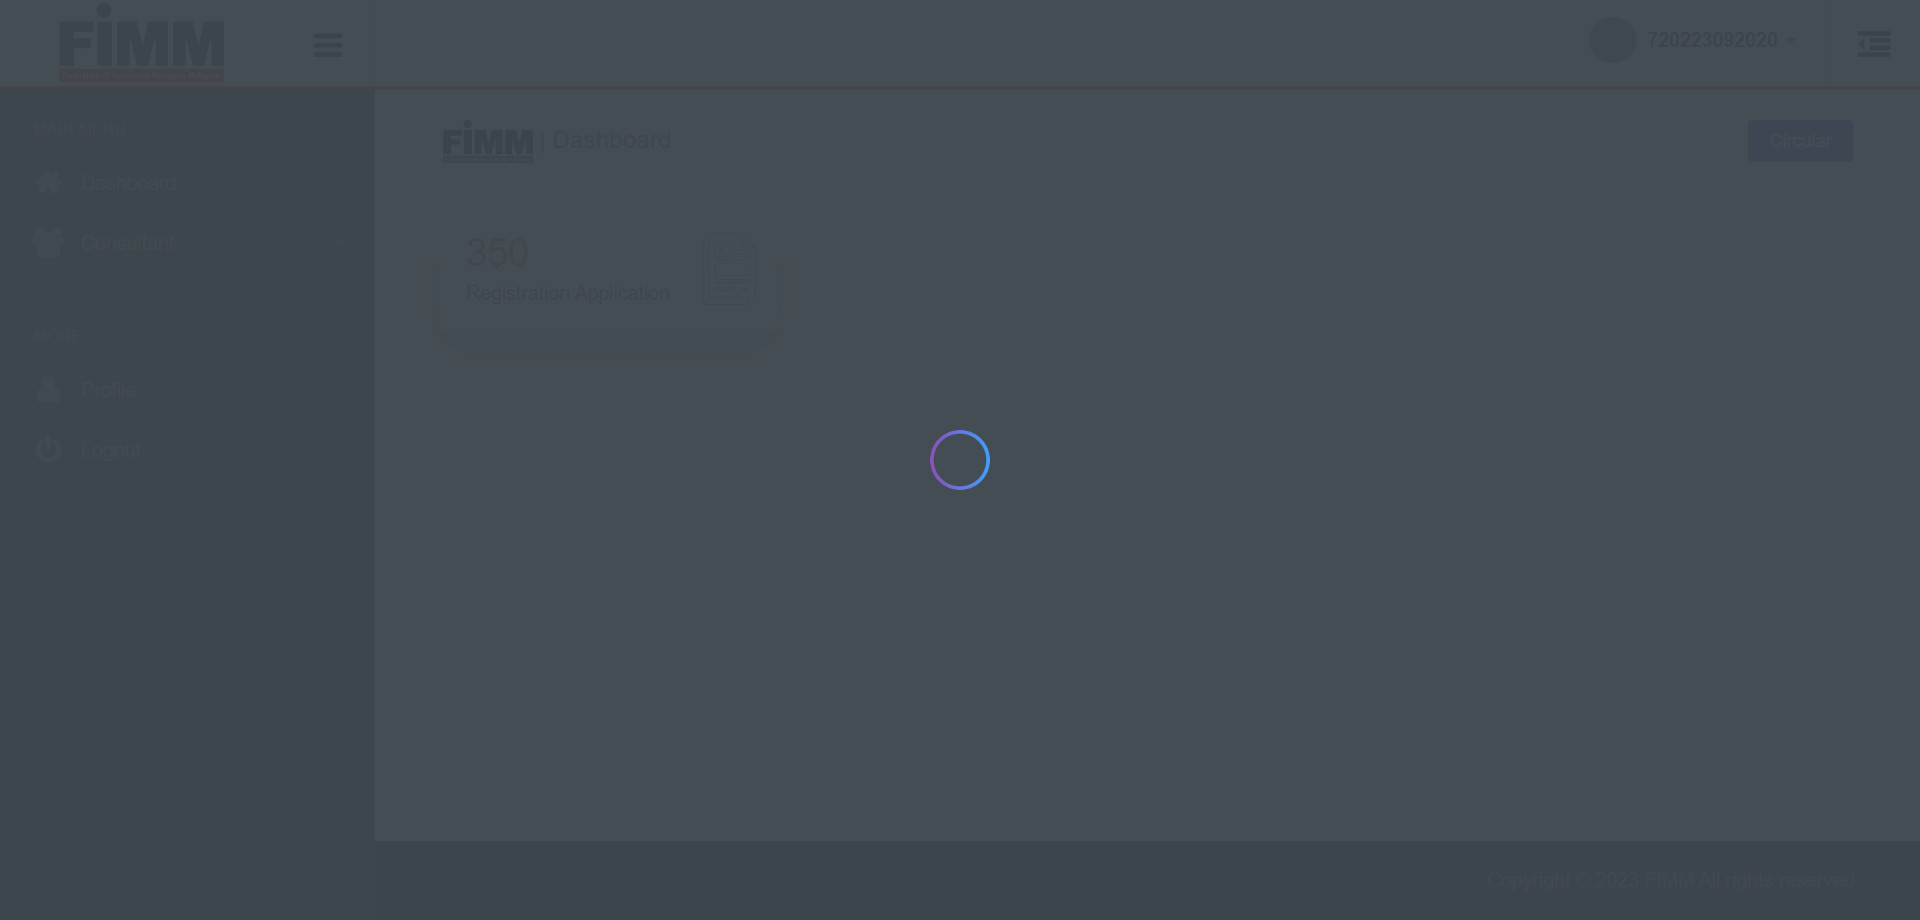 FiMM
720223092020
MAIN MENU
FiMM | Dashboard
Circular
Dashboard
Consultant
350
Registration Application
MORE
Profile
Logout
Copyright © 2023 FIMM All rights reserved